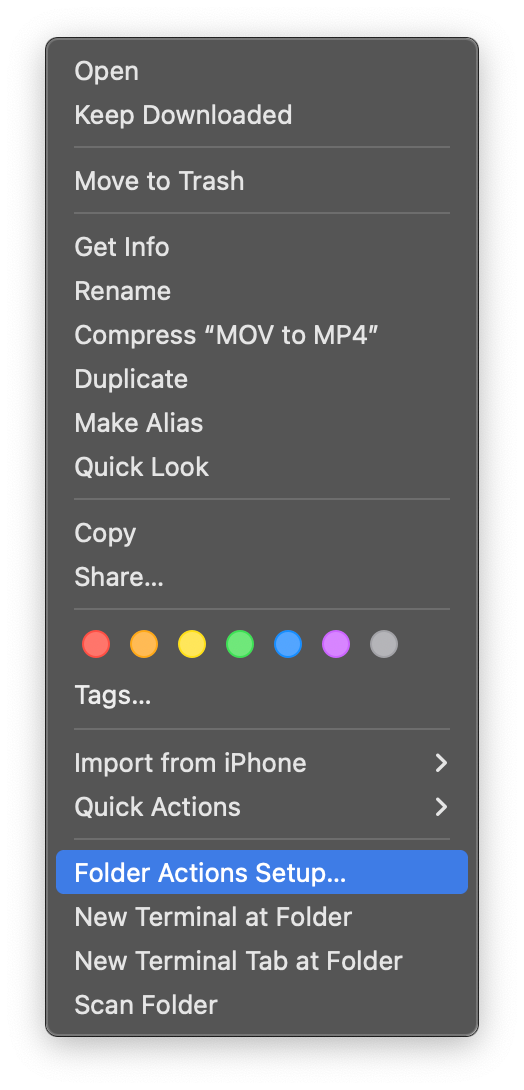 Open
Keep Downloaded
Move to Trash
Get Info
Rename
Compress “MOV to MP4”
Duplicate
Make Alias
Quick Look
Copy
Share...
Tags...
Import from iPhone
Quick Actions
Folder Actions Setup...
New Terminal at Folder
New Terminal Tab at Folder
Scan Folder